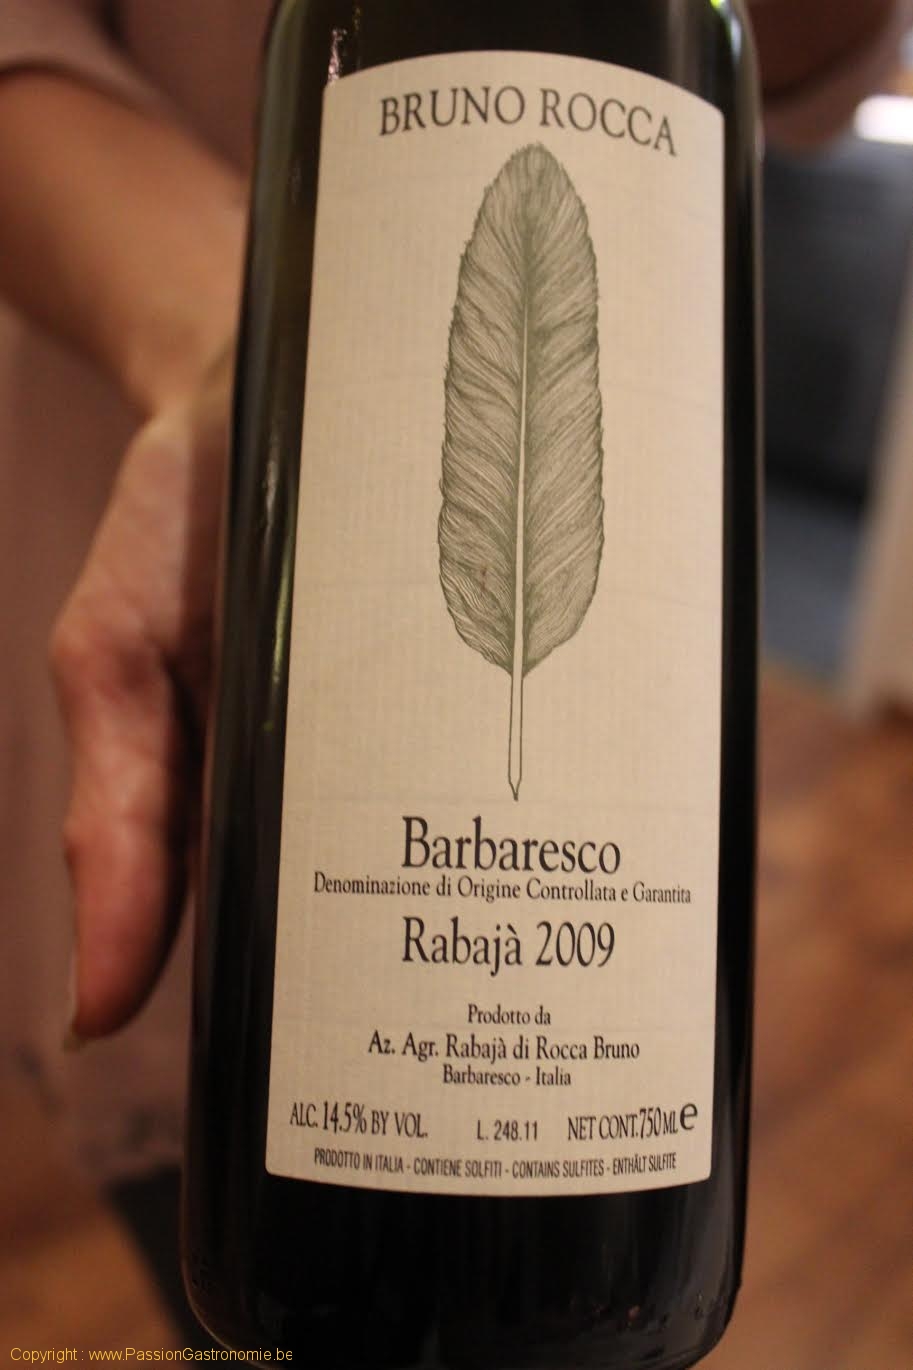 BRUNO ROCCA
Barbaresco
Denominazione di Origine Controllata e Garantita
Rabajà 2009
Prodotto da
Az. Agr. Rabajà di Rocca Bruno
Barbaresco - Italia
ALC. 14.5% BY VOL. L. 248.11 NET CONT. 750 ML e
PRODOTTO IN ITALIA - CONTIENE SOLFITI - CONTAINS SULFITES - ENTHÄLT SULFITE
Copyright : www.PassionGastronomie.be